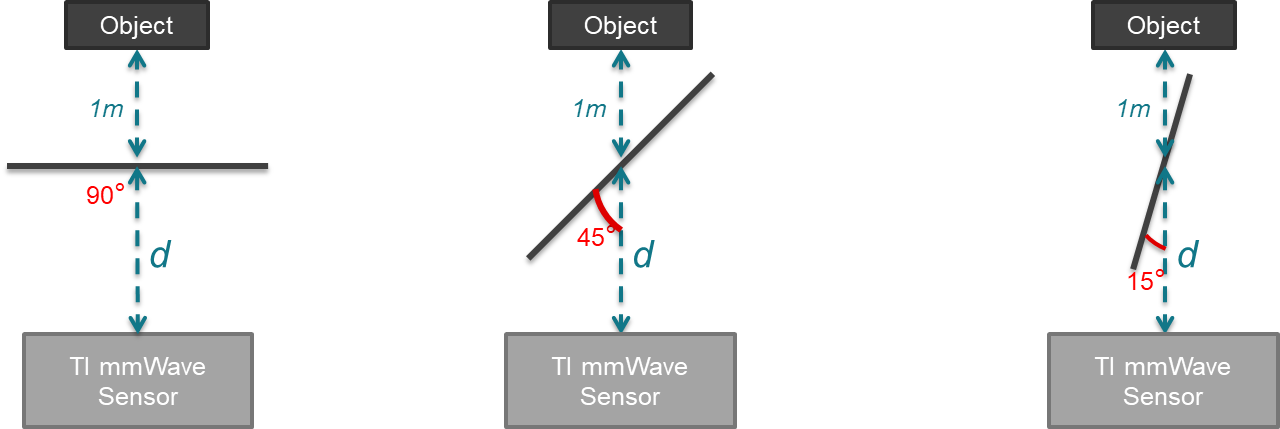 Object
1m
90°
d
TI mmWave
Sensor
Object
1m
45°
d
TI mmWave
Sensor
Object
1m
15°
d
TI mmWave
Sensor